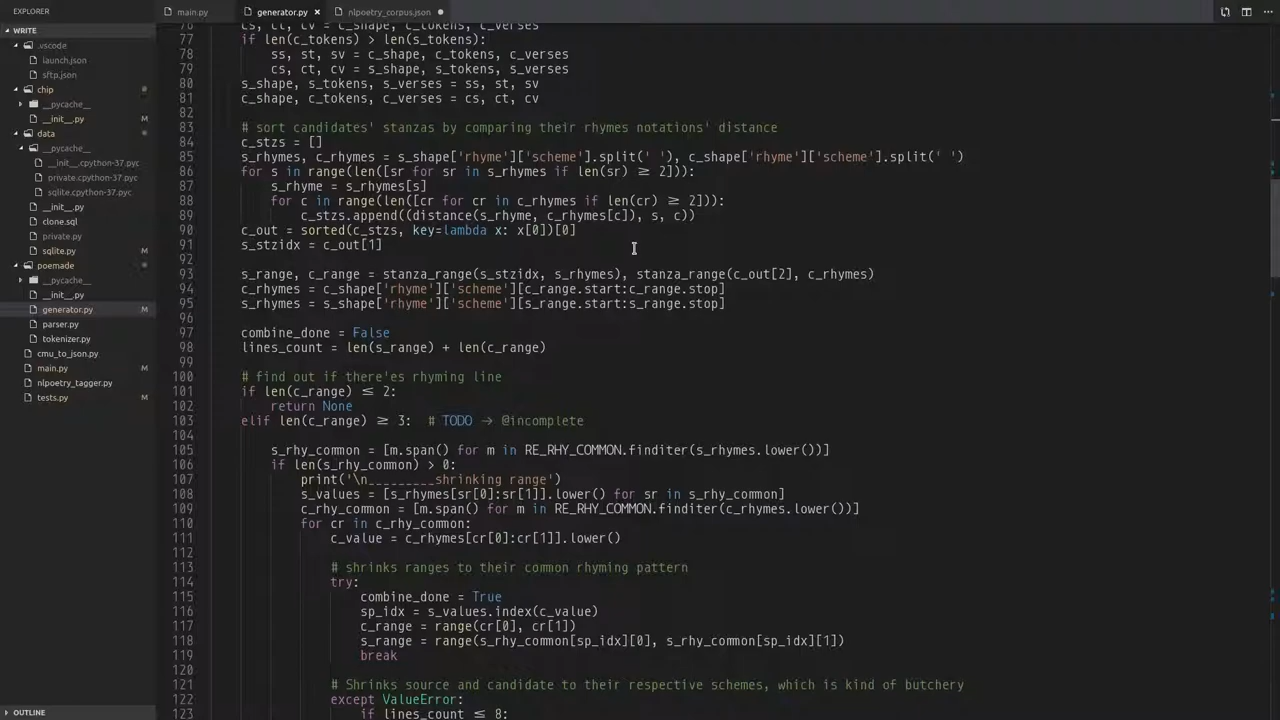 EXPLORER
main.py
generator.py ×
nlpoetry_corpus.json ●
WRITE
.vscode
launch.json
sftp.json
chip
__pycache__
__init__.py M
data
__pycache__
__init__.cpython-37.pyc
private.cpython-37.pyc
sqlite.cpython-37.pyc
__init__.py
clone.sql
private.py
sqlite.py M
poemade
__pycache__
__init__.py
generator.py M
parser.py
tokenizer.py
cmu_to_json.py
main.py M
nlpoetry_tagger.py
tests.py M
OUTLINE
76 cs, ct, cv = c_shape, c_tokens, c_verses
77 if len(c_tokens) > len(s_tokens):
78 ss, st, sv = c_shape, c_tokens, c_verses
79 cs, ct, cv = s_shape, s_tokens, s_verses
80 s_shape, s_tokens, s_verses = ss, st, sv
81 c_shape, c_tokens, c_verses = cs, ct, cv
82
83 # sort candidates' stanzas by comparing their rhymes notations' distance
84 c_stzs = []
85 s_rhymes, c_rhymes = s_shape['rhyme']['scheme'].split(' '), c_shape['rhyme']['scheme'].split(' ')
86 for s in range(len([sr for sr in s_rhymes if len(sr) ≥ 2])):
87 s_rhyme = s_rhymes[s]
88 for c in range(len([cr for cr in c_rhymes if len(cr) ≥ 2])):
89 c_stzs.append((distance(s_rhyme, c_rhymes[c]), s, c))
90 c_out = sorted(c_stzs, key=lambda x: x[0])[0]
91 s_stzidx = c_out[1]
92
93 s_range, c_range = stanza_range(s_stzidx, s_rhymes), stanza_range(c_out[2], c_rhymes)
94 c_rhymes = c_shape['rhyme']['scheme'][c_range.start:c_range.stop]
95 s_rhymes = s_shape['rhyme']['scheme'][s_range.start:s_range.stop]
96
97 combine_done = False
98 lines_count = len(s_range) + len(c_range)
99
100 # find out if there'es rhyming line
101 if len(c_range) ≤ 2:
102 return None
103 elif len(c_range) ≥ 3: # TODO → @incomplete
104
105 s_rhy_common = [m.span() for m in RE_RHY_COMMON.finditer(s_rhymes.lower())]
106 if len(s_rhy_common) > 0:
107 print('\n_________shrinking range')
108 s_values = [s_rhymes[sr[0]:sr[1]].lower() for sr in s_rhy_common]
109 c_rhy_common = [m.span() for m in RE_RHY_COMMON.finditer(c_rhymes.lower())]
110 for cr in c_rhy_common:
111 c_value = c_rhymes[cr[0]:cr[1]].lower()
112
113 # shrinks ranges to their common rhyming pattern
114 try:
115 combine_done = True
116 sp_idx = s_values.index(c_value)
117 c_range = range(cr[0], cr[1])
118 s_range = range(s_rhy_common[sp_idx][0], s_rhy_common[sp_idx][1])
119 break
120
121 # Shrinks source and candidate to their respective schemes, which is kind of butchery
122 except ValueError:
123 if lines_count ≤ 8: